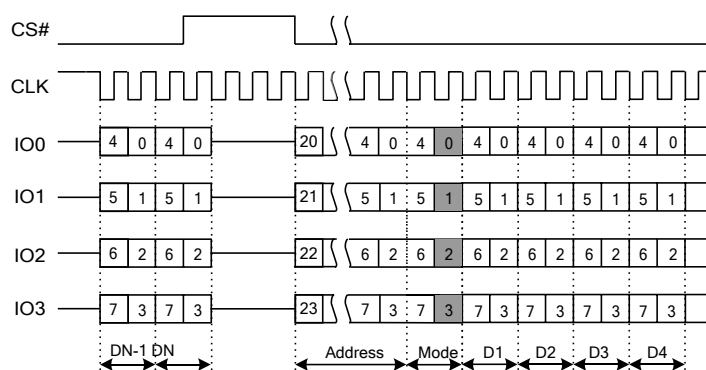 CS#
CLK
IO0 4 0 4 0 20 4 0 4 0 4 0 4 0 4 0 4 0
IO1 5 1 5 1 21 5 1 5 1 5 1 5 1 5 1 5 1
IO2 6 2 6 2 22 6 2 6 2 6 2 6 2 6 2 6 2
IO3 7 3 7 3 23 7 3 7 3 7 3 7 3 7 3 7 3
DN-1 DN Address Mode D1 D2 D3 D4